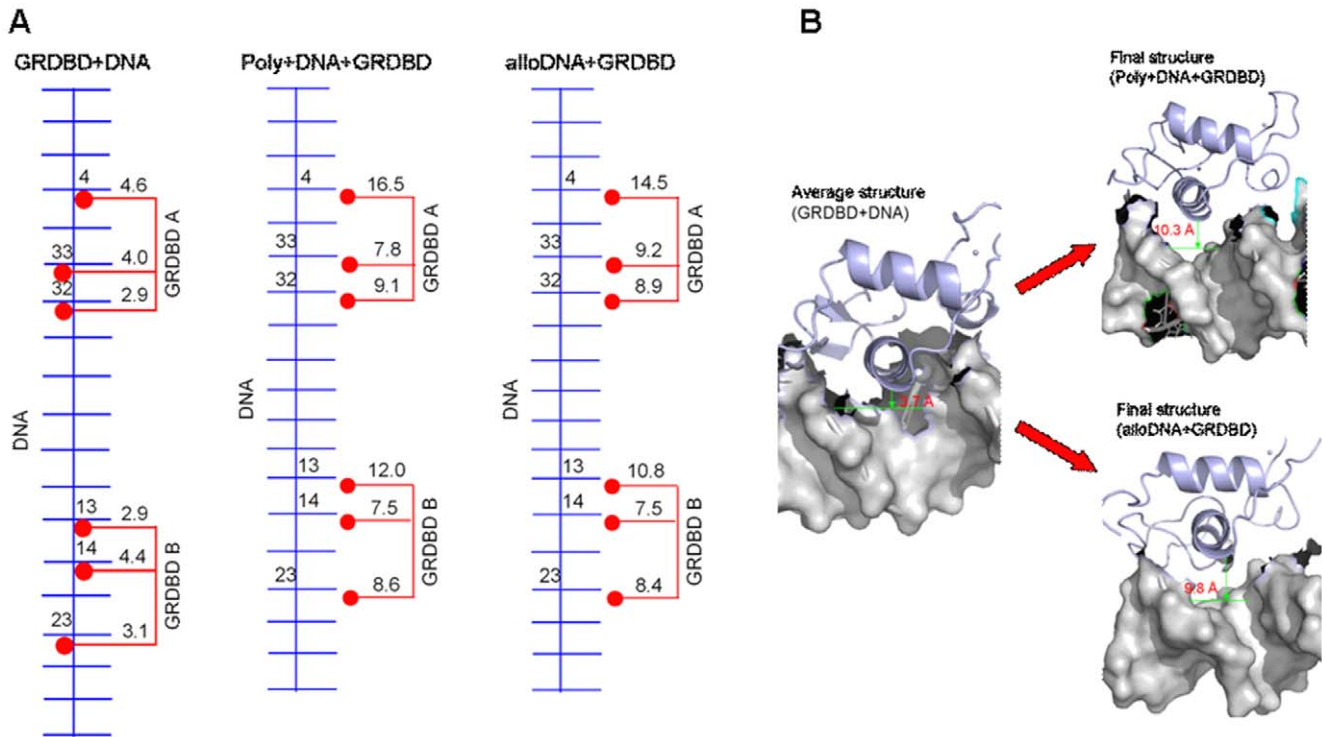 A
GRDBD+DNA
4
4.6
33
4.0
32
2.9
GRDBD A
DNA
13
2.9
14
4.4
23
3.1
GRDBD B
Poly+DNA+GRDBD
4
16.5
33
7.8
32
9.1
GRDBD A
DNA
13
12.0
14
7.5
23
8.6
GRDBD B
alloDNA+GRDBD
4
14.5
33
9.2
32
8.9
GRDBD A
DNA
13
10.8
14
7.5
23
8.4
GRDBD B
B
Average structure
(GRDBD+DNA)
3.7 Å
Final structure
(Poly+DNA+GRDBD)
10.3 Å
Final structure
(alloDNA+GRDBD)
9.8 Å